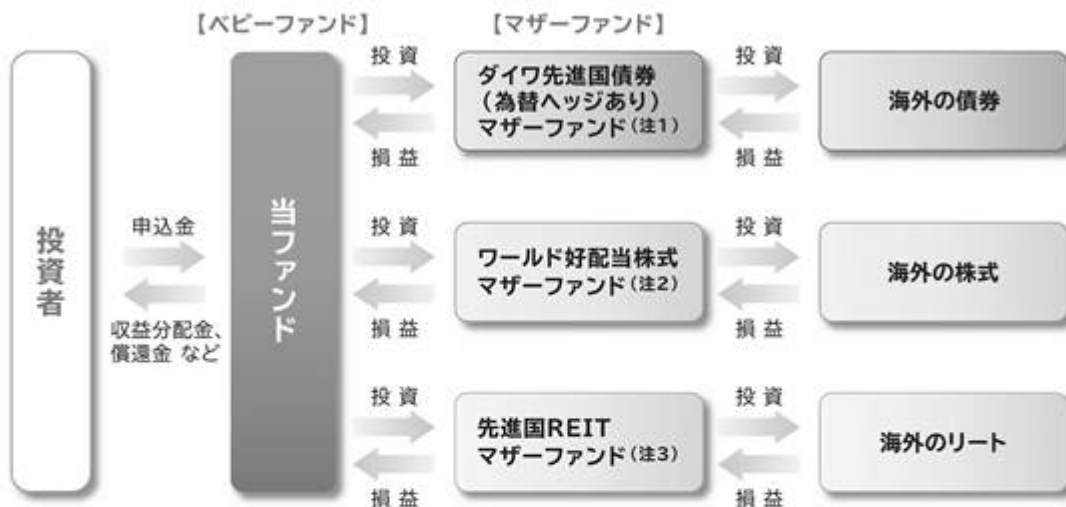 【ベビーファンド】
【マザーファンド】
投資者
申込金
収益分配金、
償還金 など
当ファンド
投 資
損 益
ダイワ先進国債券
(為替ヘッジあり)
マザーファンド(注1)
投 資
損 益
海外の債券
投 資
損 益
ワールド好配当株式
マザーファンド(注2)
投 資
損 益
海外の株式
投 資
損 益
先進国REIT
マザーファンド(注3)
投 資
損 益
海外のリート